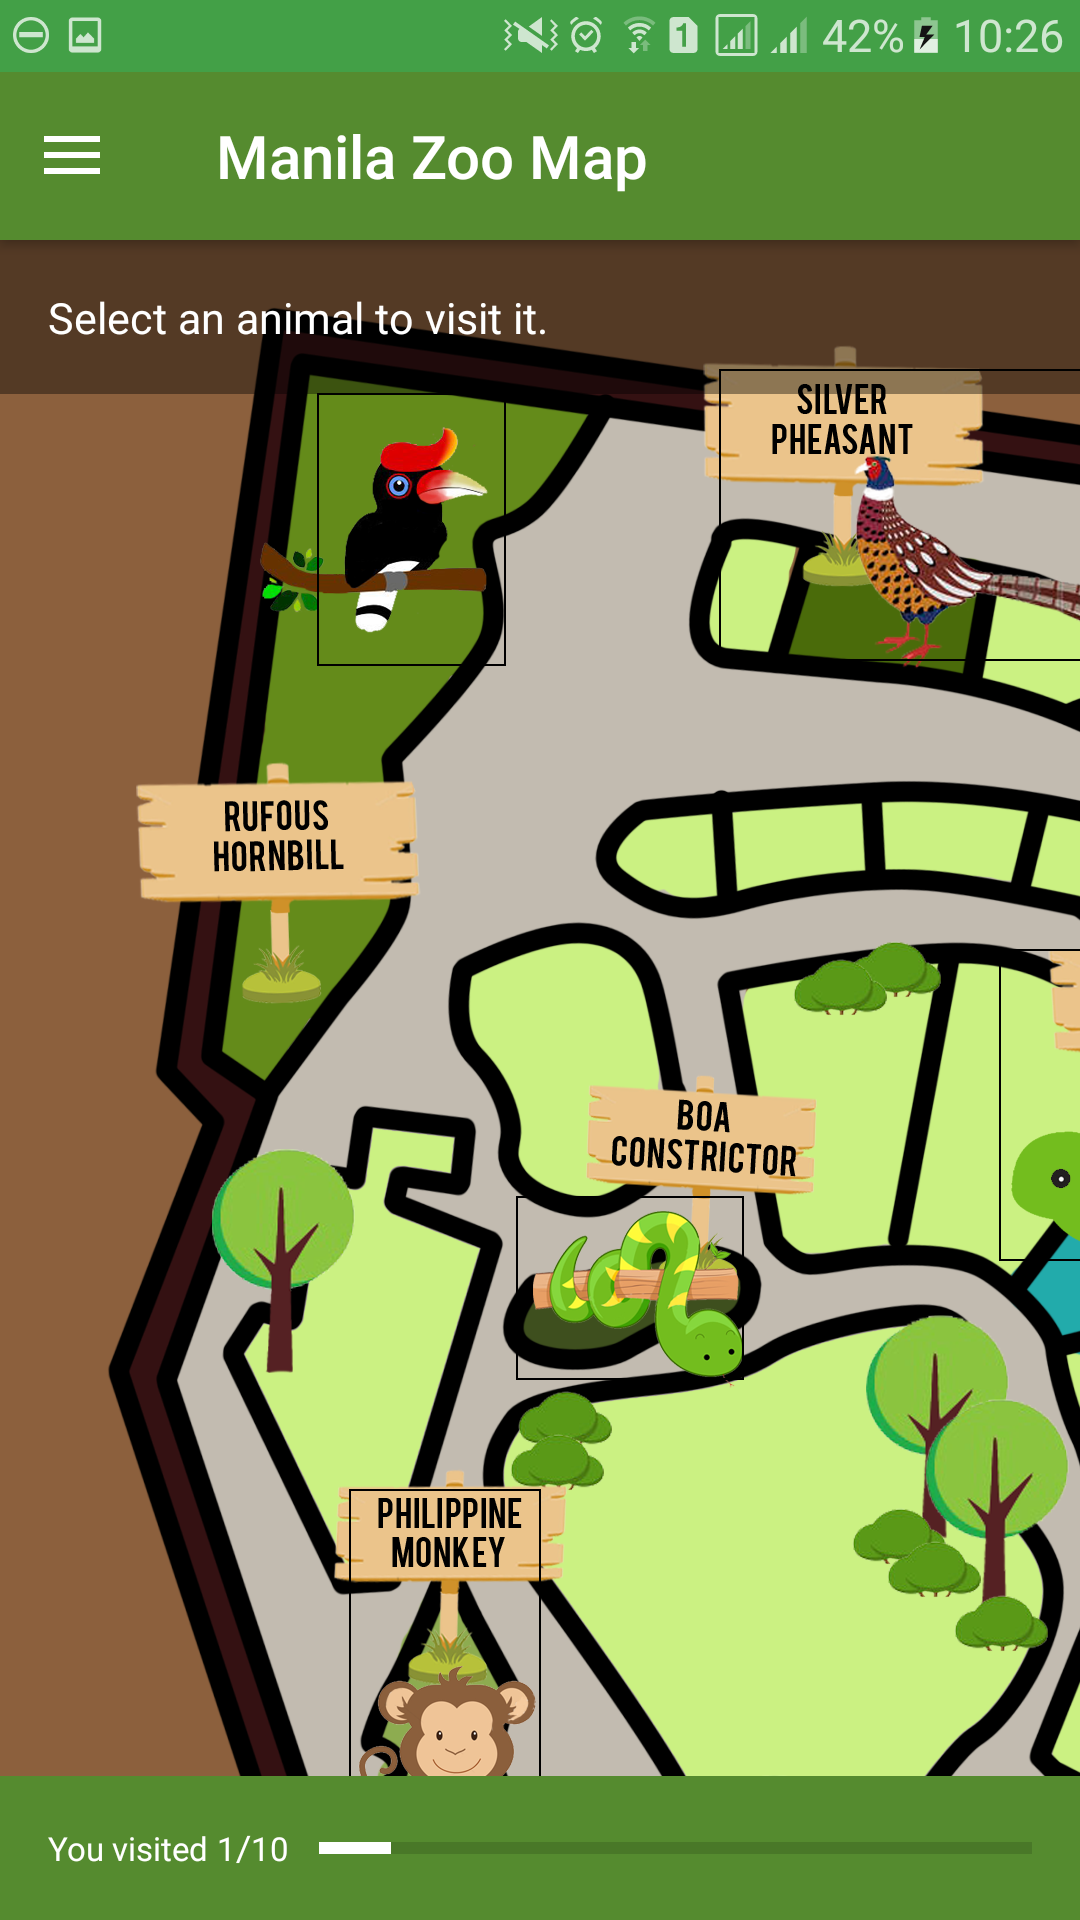 42% 10:26
Manila Zoo Map
Select an animal to visit it.
SILVER
PHEASANT
RUFOUS
HORNBILL
BOA
CONSTRICTOR
PHILIPPINE
MONKEY
You visited 1/10